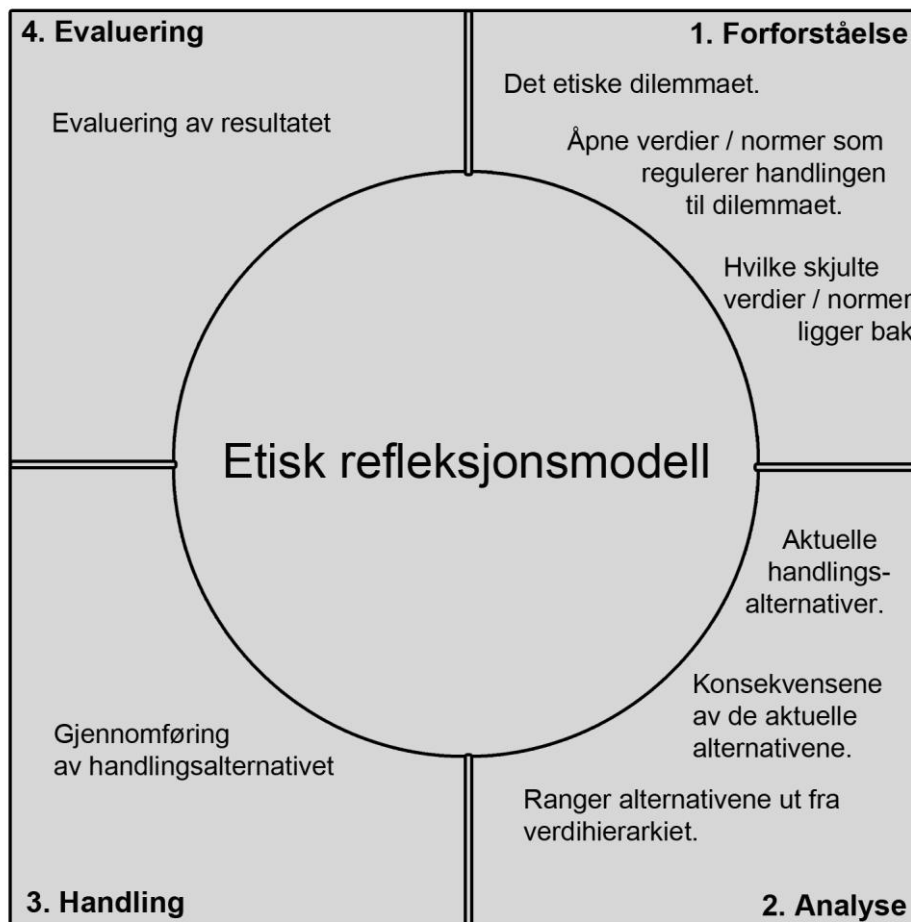 4. Evaluering
Evaluering av resultatet
1. Forforståelse
Det etiske dilemmaet.
Åpne verdier / normer som
regulerer handlingen
til dilemmaet.
Hvilke skjulte
verdier / normer
ligger bak
Etisk refleksjonsmodell
Aktuelle
handlings-
alternativer.
Konsekvensene
av de aktuelle
alternativene.
Ranger alternativene ut fra
verdihierarkiet.
2. Analyse
Gjennomføring
av handlingsalternativet
3. Handling